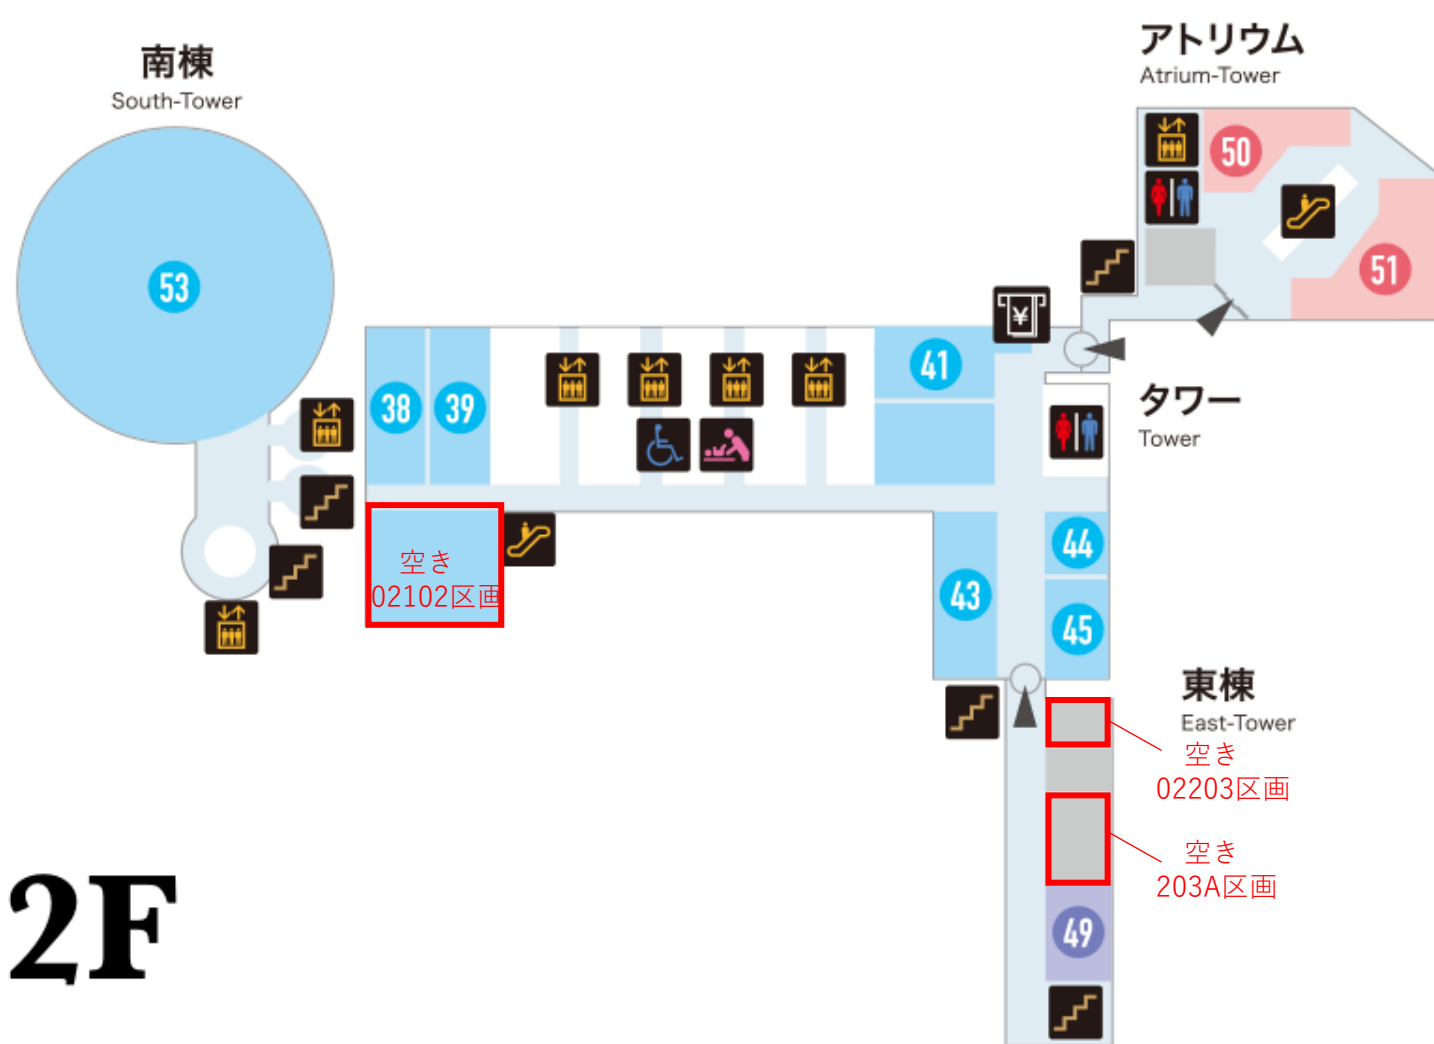 南棟
South-Tower
アトリウム
Atrium-Tower
50
51
53
¥
41
38
39
タワー
Tower
空き
02102区画
43
44
45
東棟
East-Tower
空き
02203区画
空き
203A区画
49
2F